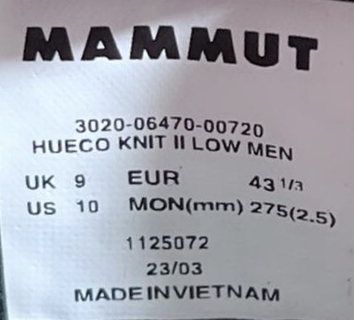 MAMMUT
3020-06470-00720
HUECO KNIT II LOW MEN
UK 9 EUR 43 1/3
US 10 MON(mm) 275(2.5)
1125072
23/03
MADE IN VIETNAM